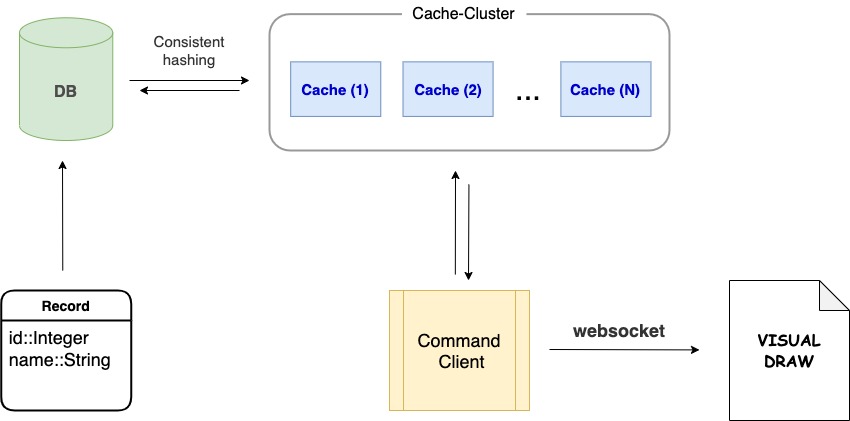 Cache-Cluster
Consistent
hashing
DB
Cache (1)
Cache (2)
...
Cache (N)
Record
id::Integer
name::String
Command
Client
websocket
VISUAL
DRAW